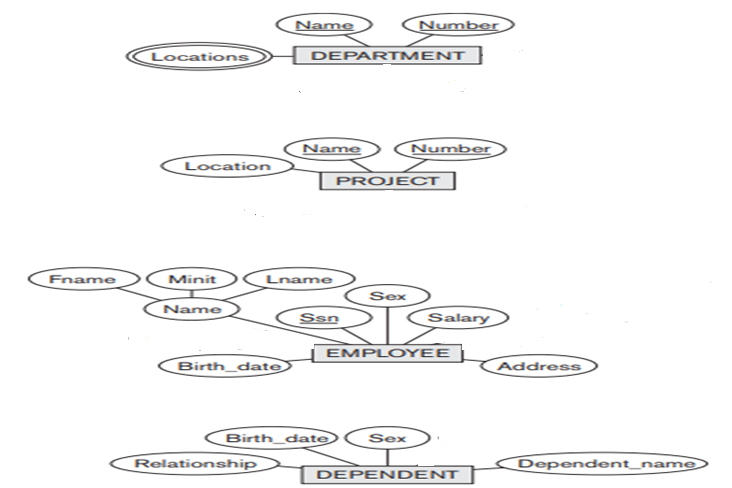 Name
Number
Locations
DEPARTMENT
Name
Number
Location
PROJECT
Fname
Minit
Lname
Name
Sex
Ssn
Salary
EMPLOYEE
Birth_date
Address
Birth_date
Sex
Relationship
Dependent_name
DEPENDENT